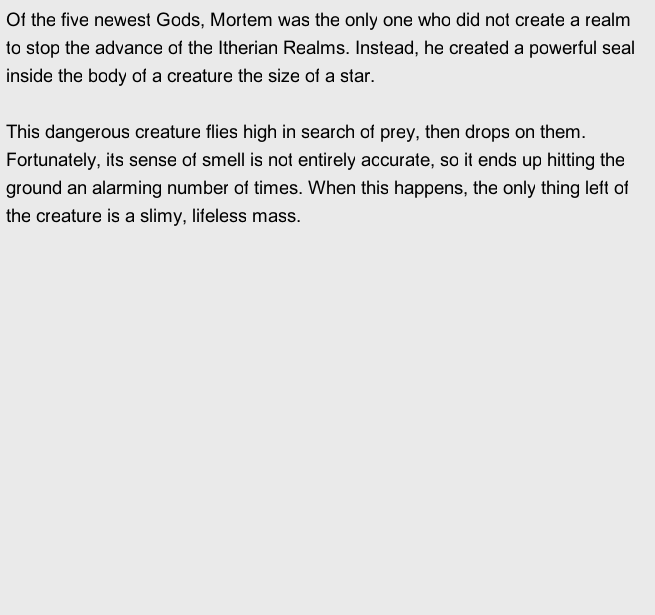 Of the five newest Gods, Mortem was the only one who did not create a realm
to stop the advance of the Itherian Realms. Instead, he created a powerful seal
inside the body of a creature the size of a star.

This dangerous creature flies high in search of prey, then drops on them.
Fortunately, its sense of smell is not entirely accurate, so it ends up hitting the
ground an alarming number of times. When this happens, the only thing left of
the creature is a slimy, lifeless mass.